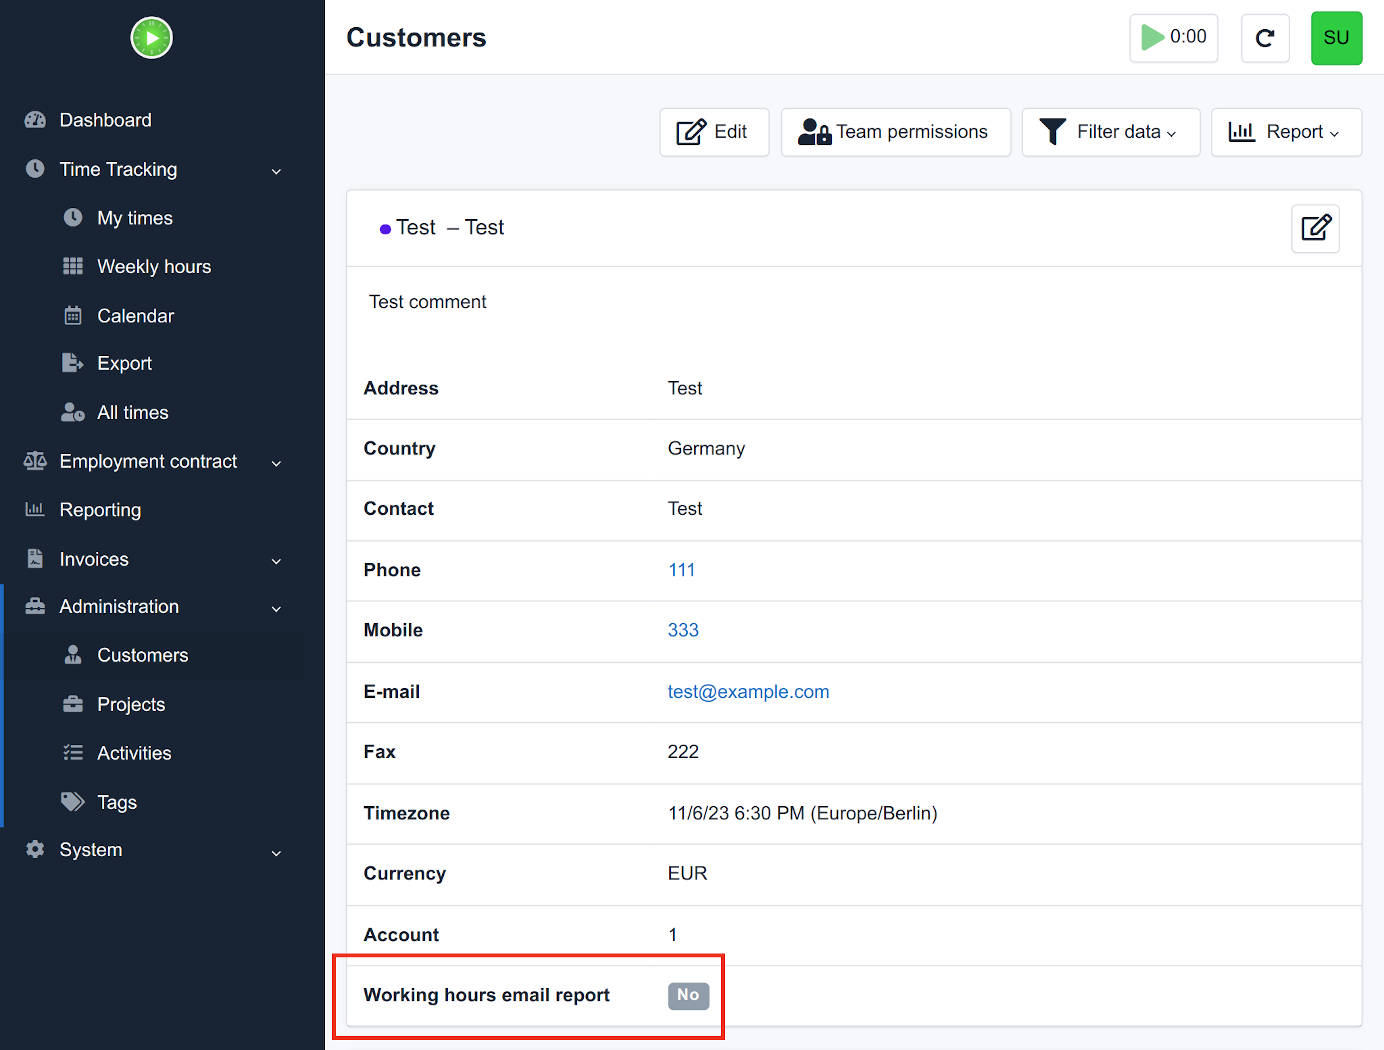 Customers
0:00
SU
Dashboard
Time Tracking
My times
Weekly hours
Calendar
Export
All times
Employment contract
Reporting
Invoices
Administration
Customers
Projects
Activities
Tags
System
Edit
Team permissions
Filter data
Report
Test – Test
Test comment
Address Test
Country Germany
Contact Test
Phone 111
Mobile 333
E-mail test@example.com
Fax 222
Timezone 11/6/23 6:30 PM (Europe/Berlin)
Currency EUR
Account 1
Working hours email report No